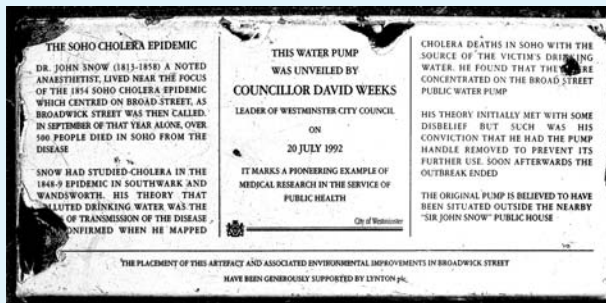 THE SOHO CHOLERA EPIDEMIC
DR. JOHN SNOW (1813-1858) A NOTED
ANAESTHETIST, LIVED NEAR THE FOCUS
OF THE 1854 SOHO CHOLERA EPIDEMIC
WHICH CENTRED ON BROAD STREET, AS
BROADWICK STREET WAS THEN CALLED.
IN SEPTEMBER OF THAT YEAR ALONE, OVER
500 PEOPLE DIED IN SOHO FROM THE
DISEASE
SNOW HAD STUDIED CHOLERA IN THE
1848-9 EPIDEMIC IN SOUTHWARK AND
WANDSWORTH. HIS THEORY THAT
DRINKING WATER WAS THE
OF TRANSMISSION OF THE DISEASE
WHEN HE MAPPED
THIS WATER PUMP
WAS UNVEILED BY
COUNCILLOR DAVID WEEKS
LEADER OF WESTMINSTER CITY COUNCIL
ON
20 JULY 1992
IT MARKS A PIONEERING EXAMPLE OF
MEDICAL RESEARCH IN THE SERVICE OF
PUBLIC HEALTH
City of Westminster
CHOLERA DEATHS IN SOHO WITH THE
SOURCE OF THE VICTIM'S DRINKING
WATER. HE FOUND THAT THEY
CONCENTRATED ON THE BROAD STREET
PUBLIC WATER PUMP
HIS THEORY INITIALLY MET WITH SOME
DISBELIEF BUT SUCH WAS HIS
CONVICTION THAT HE HAD THE PUMP
HANDLE REMOVED TO PREVENT ITS
FURTHER USE. SOON AFTERWARDS THE
OUTBREAK ENDED
THE ORIGINAL PUMP IS BELIEVED TO HAVE
BEEN SITUATED OUTSIDE THE NEARBY
"SIR JOHN SNOW" PUBLIC HOUSE
THE PLACEMENT OF THIS ARTEFACT AND ASSOCIATED ENVIRONMENTAL IMPROVEMENTS IN BROADWICK STREET
HAVE BEEN GENEROUSLY SUPPORTED BY LYNTON plc.